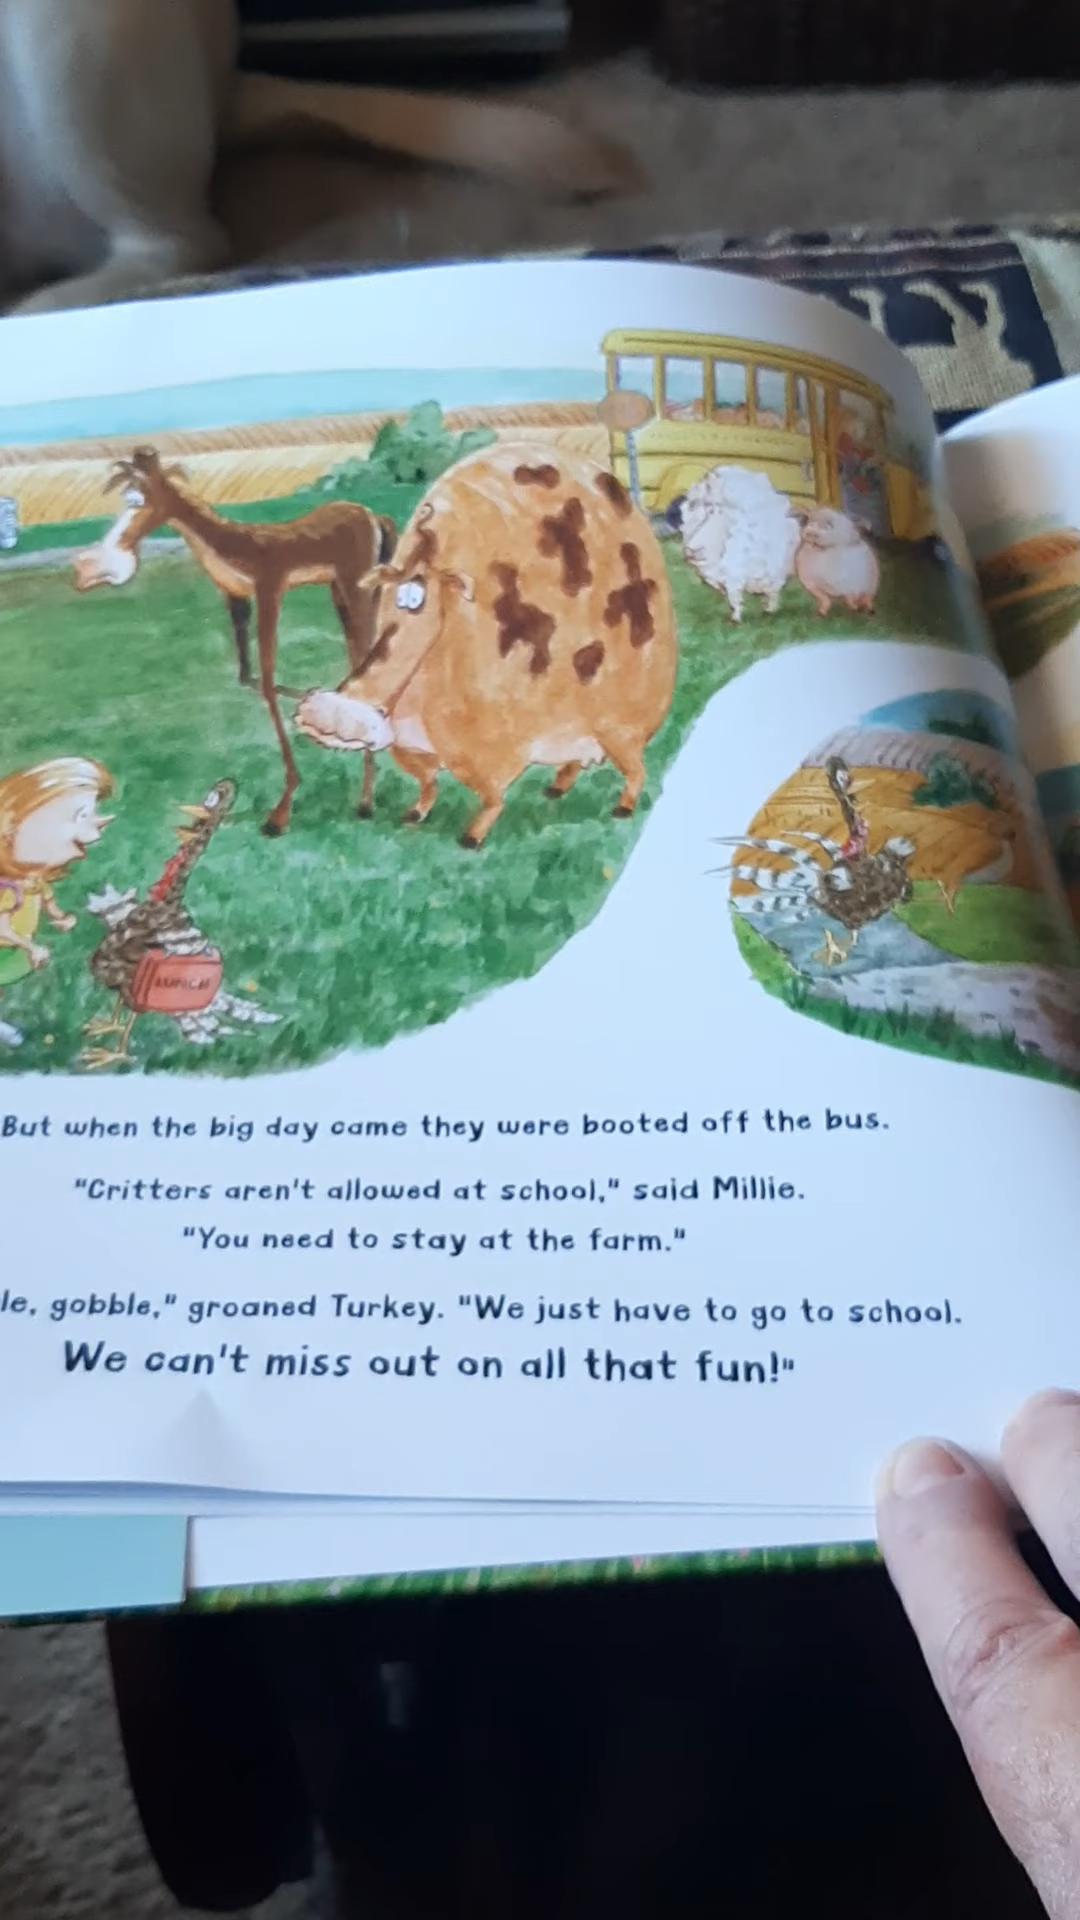 LUNCH
But when the big day came they were booted off the bus.
"Critters aren't allowed at school," said Millie.
"You need to stay at the farm."
le, gobble," groaned Turkey. "We just have to go to school.
We can't miss out on all that fun!"